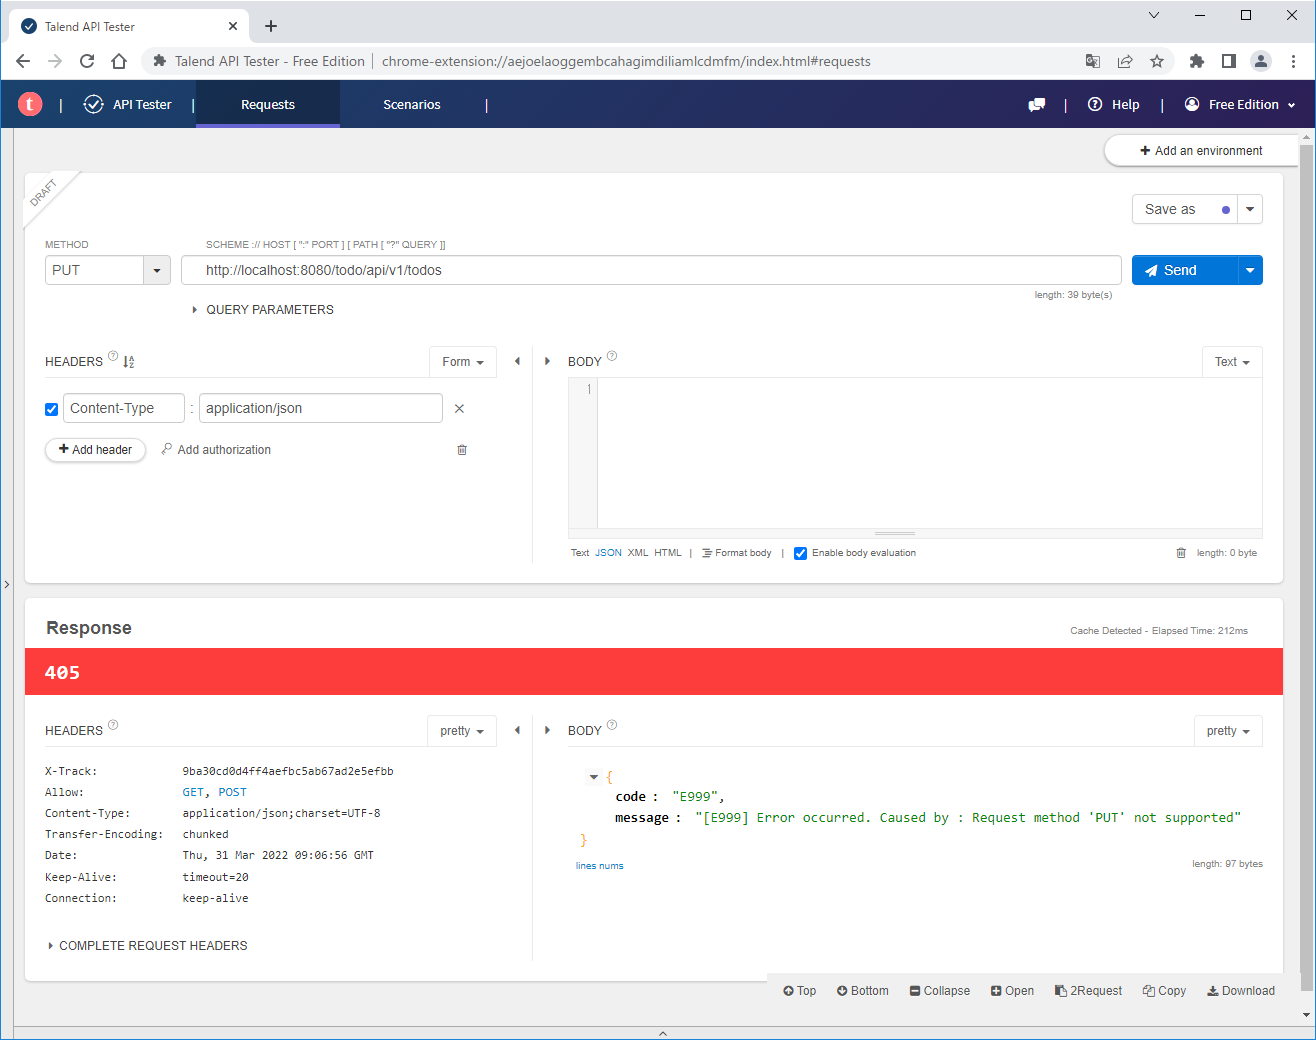 Talend API Tester
Talend API Tester - Free Edition | chrome-extension://aejoelaoggembcahagimdiliamlcdmfm/index.html#requests
t | API Tester | Requests Scenarios | | Help | Free Edition
+ Add an environment
DRAFT
Save as
METHOD SCHEME :// HOST [ ":" PORT ] [ PATH [ "?" QUERY ]]
PUT http://localhost:8080/todo/api/v1/todos Send
length: 39 byte(s)
QUERY PARAMETERS
HEADERS ? Form BODY ? Text
Content-Type : application/json 1
+ Add header Add authorization
Text JSON XML HTML | Format body | Enable body evaluation length: 0 byte
Response Cache Detected - Elapsed Time: 212ms
405
HEADERS ? pretty BODY ? pretty
X-Track: 9ba30cd0d4ff4aefbc5ab67ad2e5efbb {
Allow: GET, POST code : "E999",
Content-Type: application/json;charset=UTF-8 message : "[E999] Error occurred. Caused by : Request method 'PUT' not supported"
Transfer-Encoding: chunked }
Date: Thu, 31 Mar 2022 09:06:56 GMT lines nums length: 97 bytes
Keep-Alive: timeout=20
Connection: keep-alive
COMPLETE REQUEST HEADERS
Top Bottom Collapse Open 2Request Copy Download